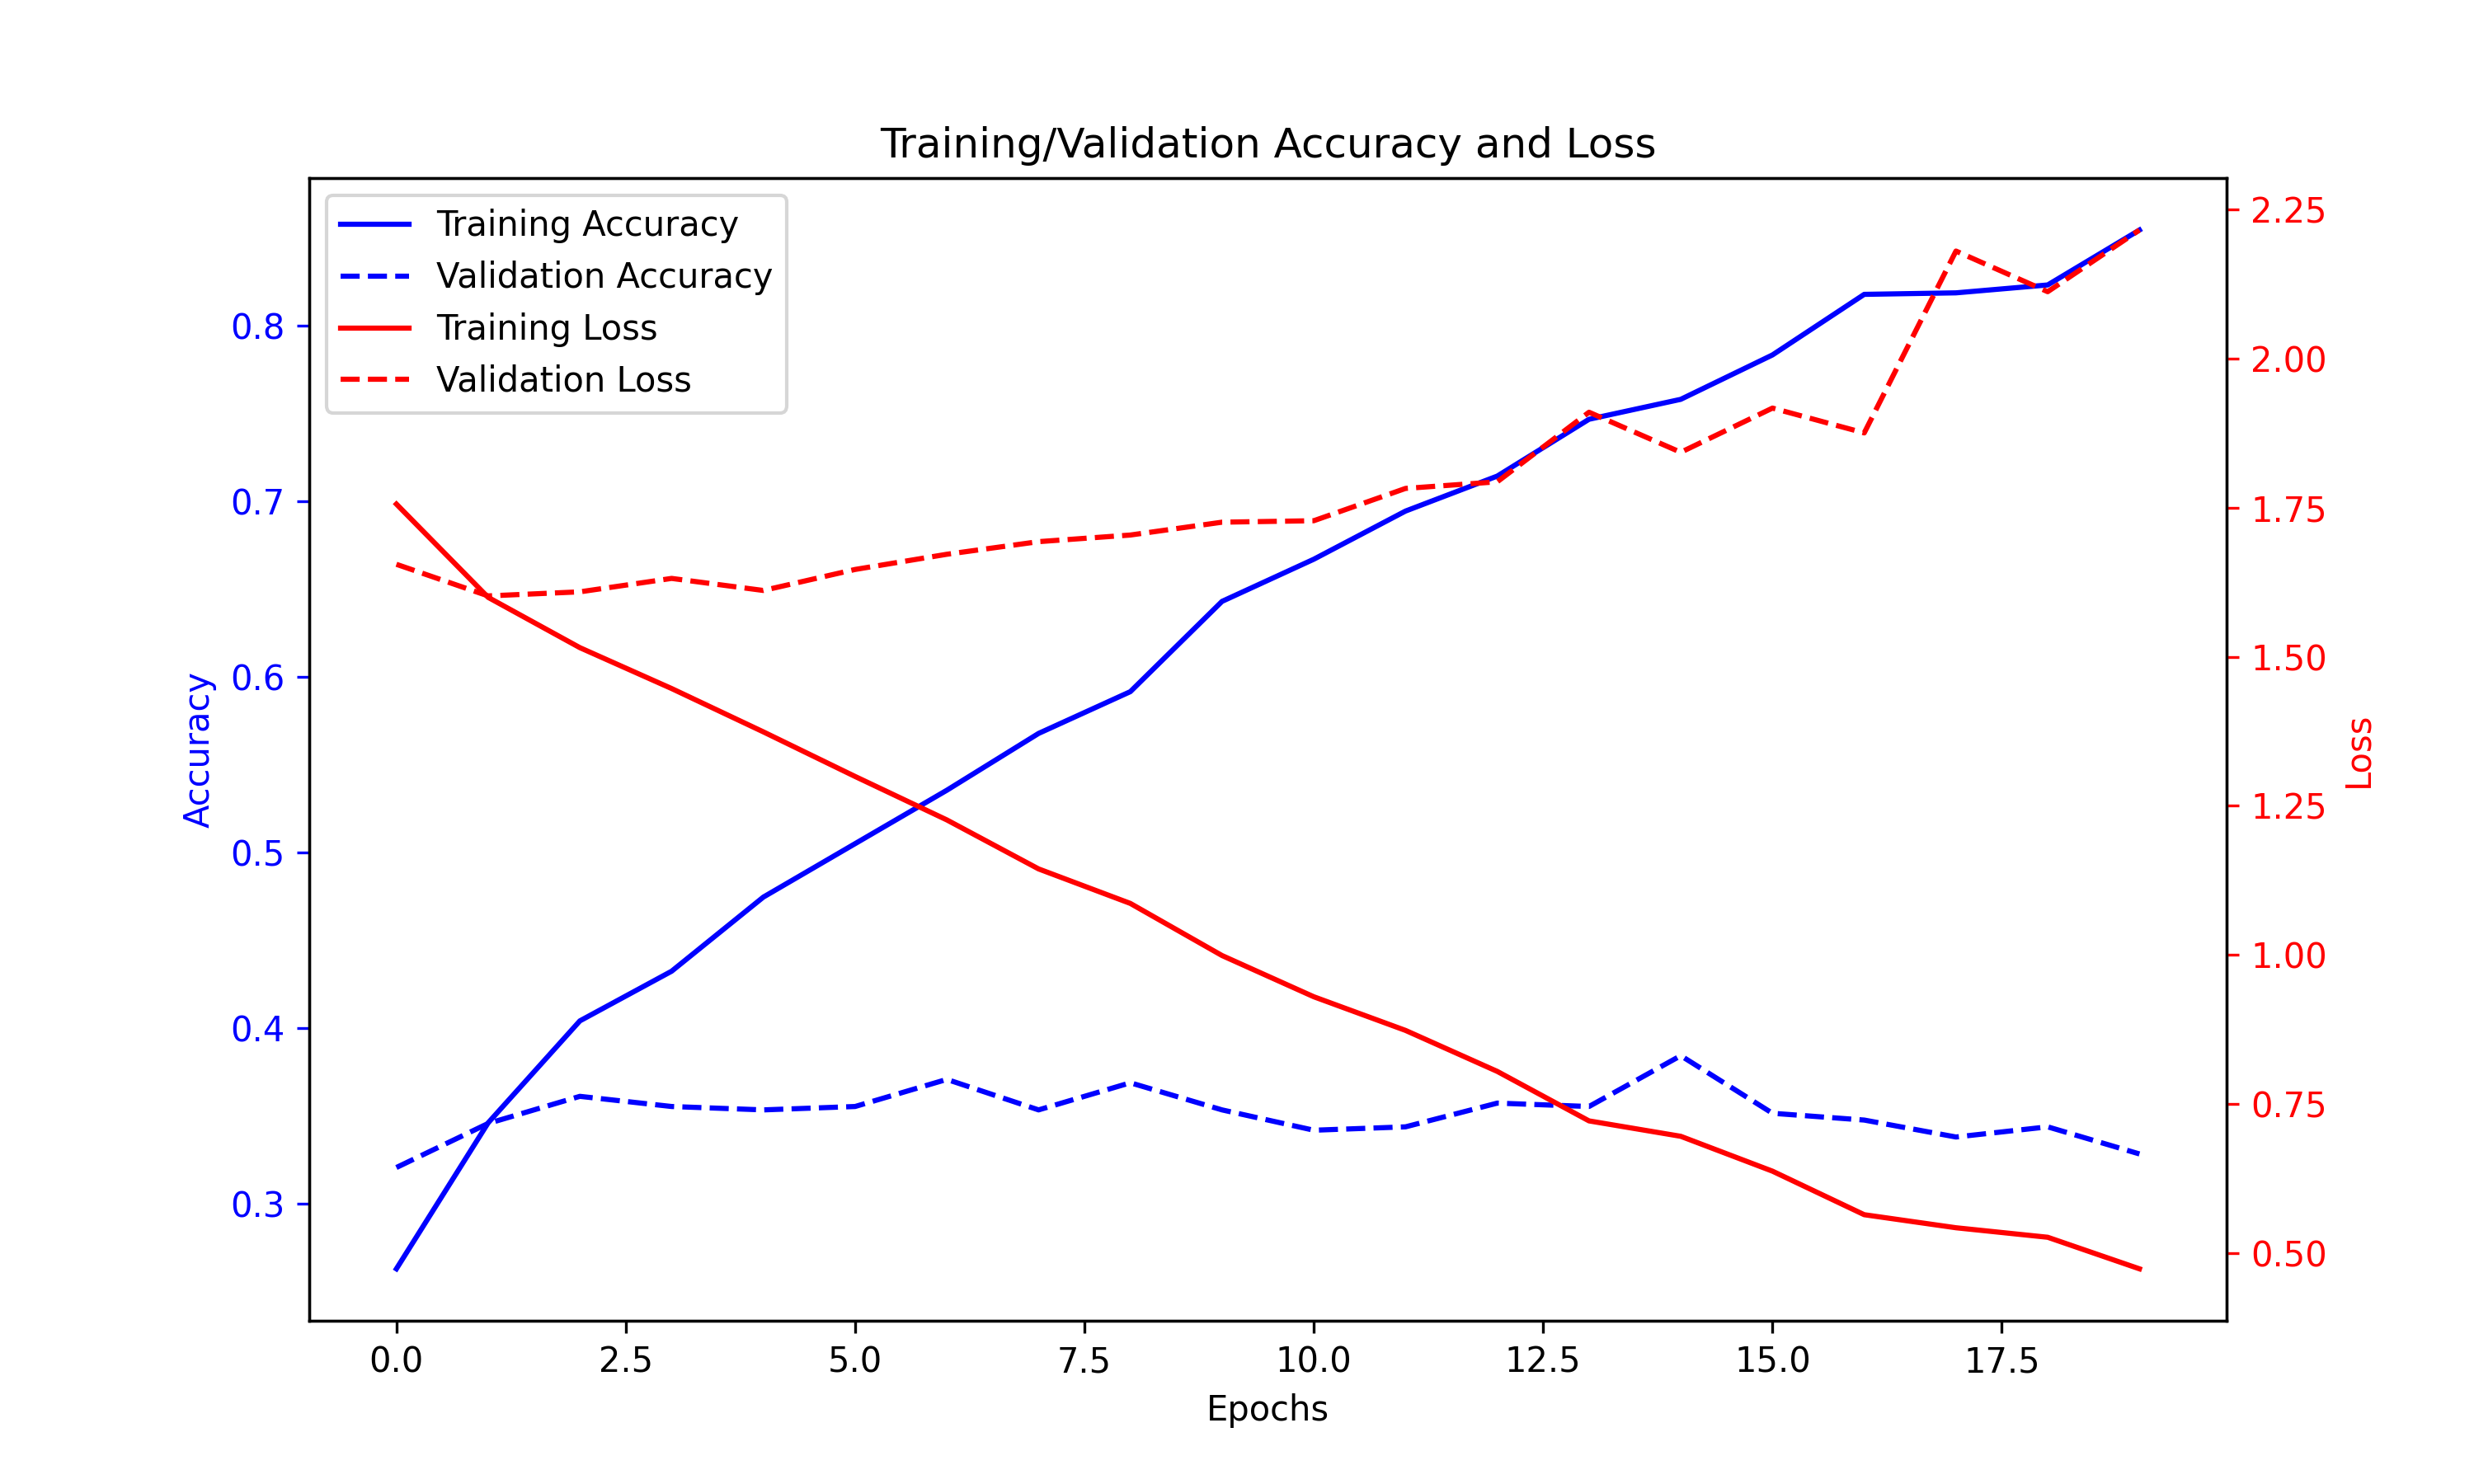 Training/Validation Accuracy and Loss
Training Accuracy
Validation Accuracy
Training Loss
Validation Loss
Accuracy
0.8
0.7
0.6
0.5
0.4
0.3
2.25
2.00
1.75
1.50
1.25
1.00
0.75
0.50
Loss
0.0 2.5 5.0 7.5 10.0 12.5 15.0 17.5
Epochs